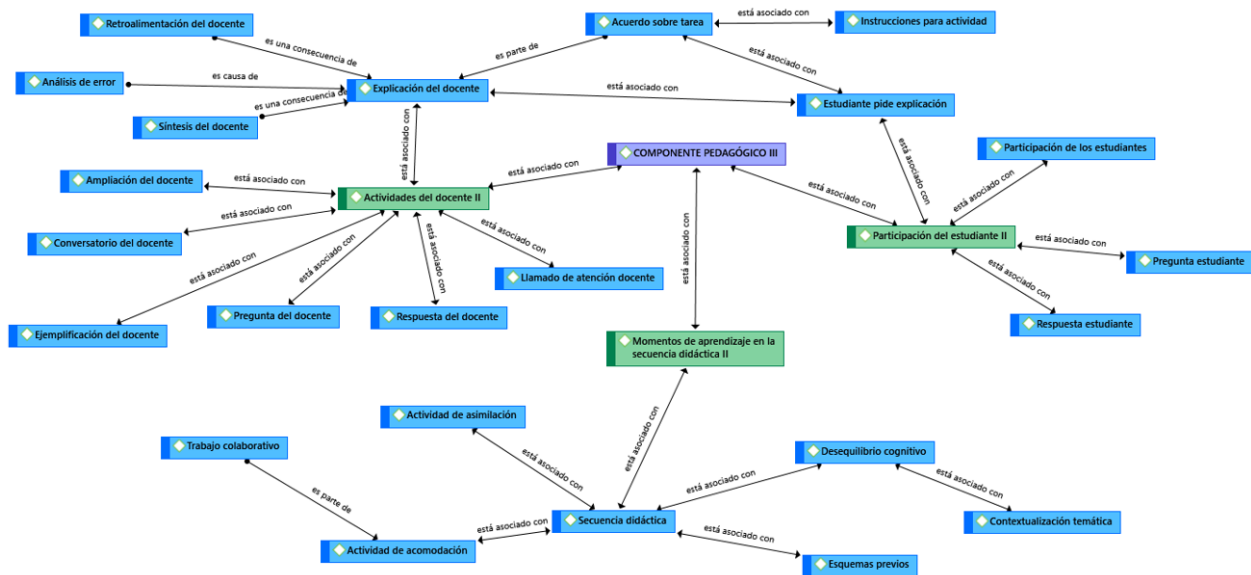 Retroalimentación del docente
Acuerdo sobre tarea
está asociado con
Instrucciones para actividad
es una consecuencia de
es parte de
está asociado con
Análisis de error
es causa de
Explicación del docente
está asociado con
Estudiante pide explicación
es una consecuencia de
Síntesis del docente
está asociado con
está asociado con
Participación de los estudiantes
COMPONENTE PEDAGÓGICO III
está asociado con
está asociado con
está asociado con
Ampliación del docente
está asociado con
Actividades del docente II
está asociado con
Participación del estudiante II
está asociado con
Pregunta estudiante
está asociado con
Conversatorio del docente
está asociado con
está asociado con
está asociado con
está asociado con
Llamado de atención docente
está asociado con
está asociado con
Ejemplificación del docente
Pregunta del docente
Respuesta del docente
Respuesta estudiante
Momentos de aprendizaje en la
secuencia didáctica II
está asociado con
Actividad de asimilación
está asociado con
Trabajo colaborativo
es parte de
Desequilibrio cognitivo
está asociado con
está asociado con
Actividad de acomodación
está asociado con
Secuencia didáctica
Contextualización temática
está asociado con
Esquemas previos